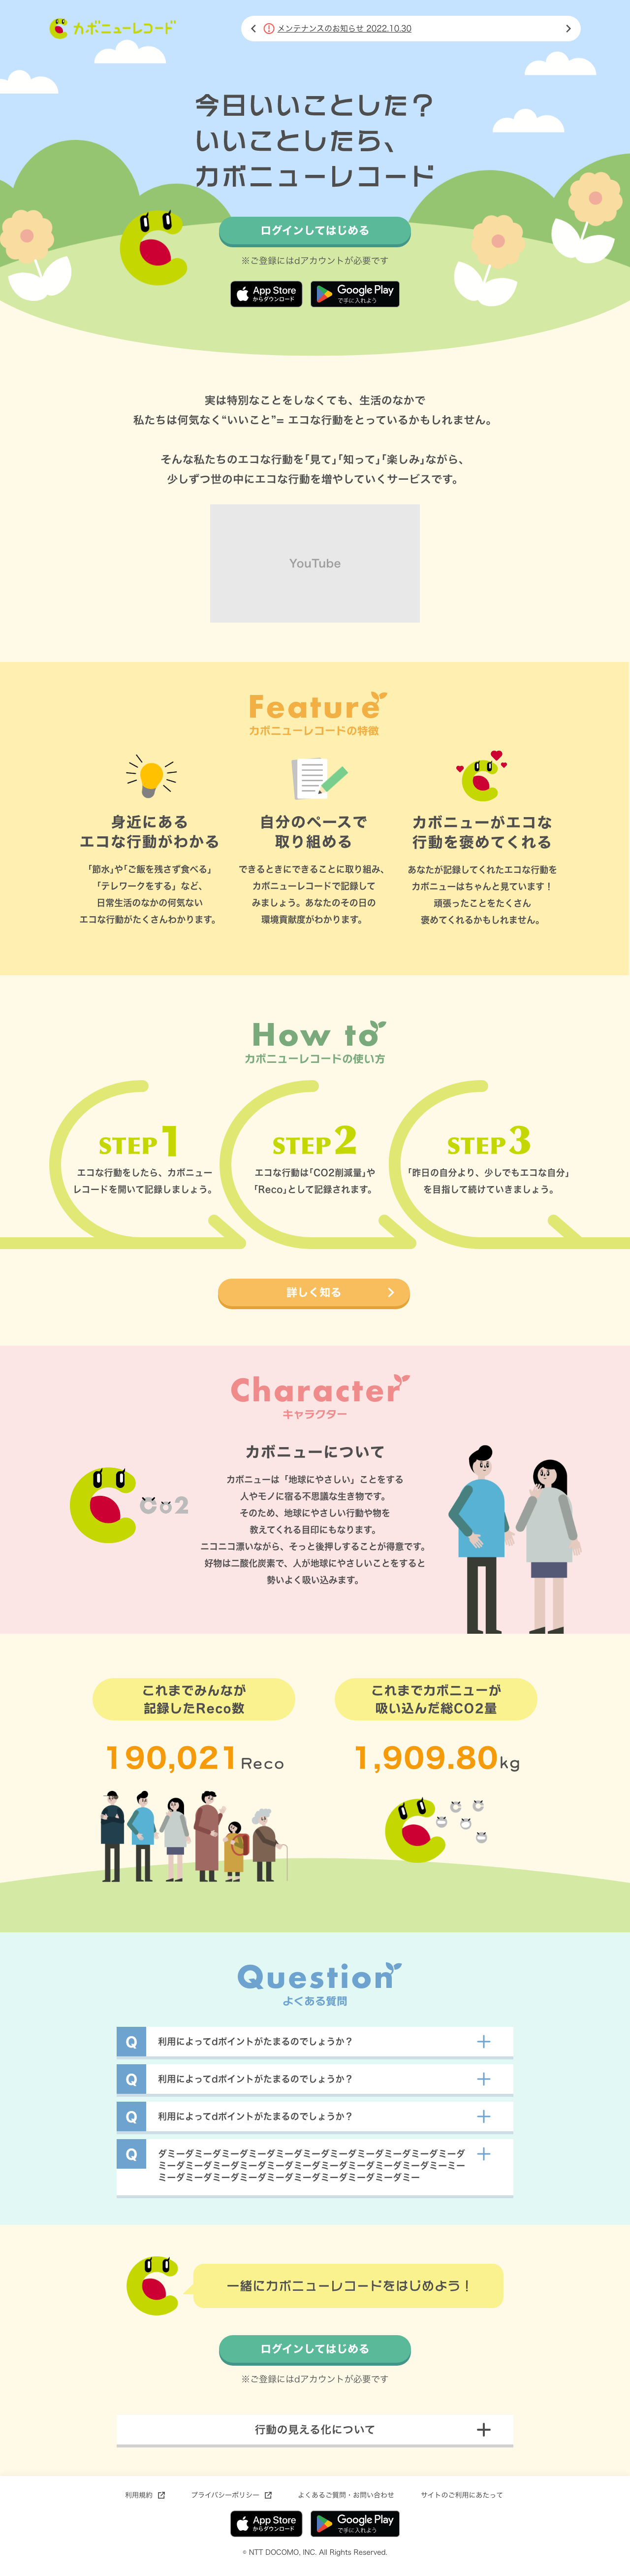 カボニューレコード
メンテナンスのお知らせ 2022.10.30
今日いいことした？
いいことしたら、
カボニューレコード
ログインしてはじめる
※ご登録にはdアカウントが必要です
App Store
からダウンロード
Google Play
で手に入れよう
実は特別なことをしなくても、生活のなかで
私たちは何気なく“いいこと”= エコな行動をとっているかもしれません。
そんな私たちのエコな行動を｢見て｣｢知って｣｢楽しみ｣ながら、
少しずつ世の中にエコな行動を増やしていくサービスです。
YouTube
Feature
カボニューレコードの特徴
身近にある
エコな行動がわかる
｢節水｣や｢ご飯を残さず食べる｣
「テレワークをする」など、
日常生活のなかの何気ない
エコな行動がたくさんわかります。
自分のペースで
取り組める
できるときにできることに取り組み、
カボニューレコードで記録して
みましょう。あなたのその日の
環境貢献度がわかります。
カボニューがエコな
行動を褒めてくれる
あなたが記録してくれたエコな行動を
カボニューはちゃんと見ています！
頑張ったことをたくさん
褒めてくれるかもしれません。
How to
カボニューレコードの使い方
STEP1
エコな行動をしたら、カボニュー
レコードを開いて記録しましょう。
STEP2
エコな行動は｢CO2削減量｣や
｢Reco｣として記録されます。
STEP3
｢昨日の自分より、少しでもエコな自分｣
を目指して続けていきましょう。
詳しく知る
Character
キャラクター
カボニューについて
カボニューは「地球にやさしい」ことをする
人やモノに宿る不思議な生き物です。
そのため、地球にやさしい行動や物を
教えてくれる目印にもなります。
ニコニコ漂いながら、そっと後押しすることが得意です。
好物は二酸化炭素で、人が地球にやさしいことをすると
勢いよく吸い込みます。
Co2
これまでみんなが
記録したReco数
190,021Reco
これまでカボニューが
吸い込んだ総CO2量
1,909.80kg
Question
よくある質問
Q 利用によってdポイントがたまるのでしょうか？
Q 利用によってdポイントがたまるのでしょうか？
Q 利用によってdポイントがたまるのでしょうか？
Q ダミーダミーダミーダミーダミーダミーダミーダミーダミーダミーダミーダ
ミーダミーダミーダミーダミーダミーダミーダミーダミーダミーダミーミー
ミーダミーダミーダミーダミーダミーダミーダミーダミーダミー
一緒にカボニューレコードをはじめよう！
ログインしてはじめる
※ご登録にはdアカウントが必要です
行動の見える化について
利用規約
プライバシーポリシー
よくあるご質問・お問い合わせ
サイトのご利用にあたって
App Store
からダウンロード
Google Play
で手に入れよう
© NTT DOCOMO, INC. All Rights Reserved.